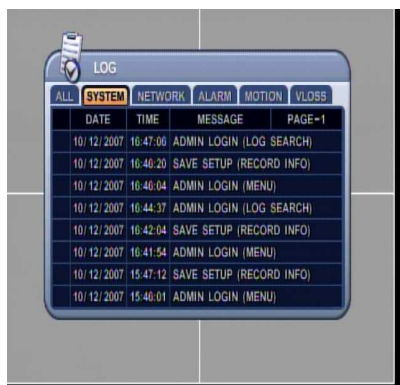 LOG
ALL SYSTEM NETWORK ALARM MOTION VLOSS
DATE TIME MESSAGE PAGE-1
10/12/2007 16:47:06 ADMIN LOGIN (LOG SEARCH)
10/12/2007 16:46:20 SAVE SETUP (RECORD INFO)
10/12/2007 16:46:04 ADMIN LOGIN (MENU)
10/12/2007 16:44:37 ADMIN LOGIN (LOG SEARCH)
10/12/2007 16:42:04 SAVE SETUP (RECORD INFO)
10/12/2007 16:41:54 ADMIN LOGIN (MENU)
10/12/2007 15:47:12 SAVE SETUP (RECORD INFO)
10/12/2007 15:46:01 ADMIN LOGIN (MENU)